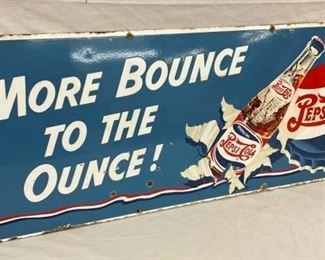 MORE BOUNCE
TO THE
OUNCE!
Pepsi-Cola
Pepsi-Cola
Pepsi